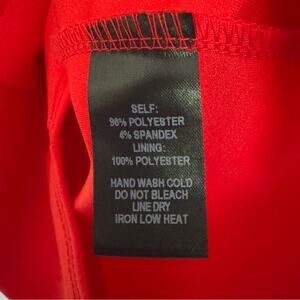 SELF:
96% POLYESTER
4% SPANDEX
LINING:
100% POLYESTER
HAND WASH COLD
DO NOT BLEACH
LINE DRY
IRON LOW HEAT